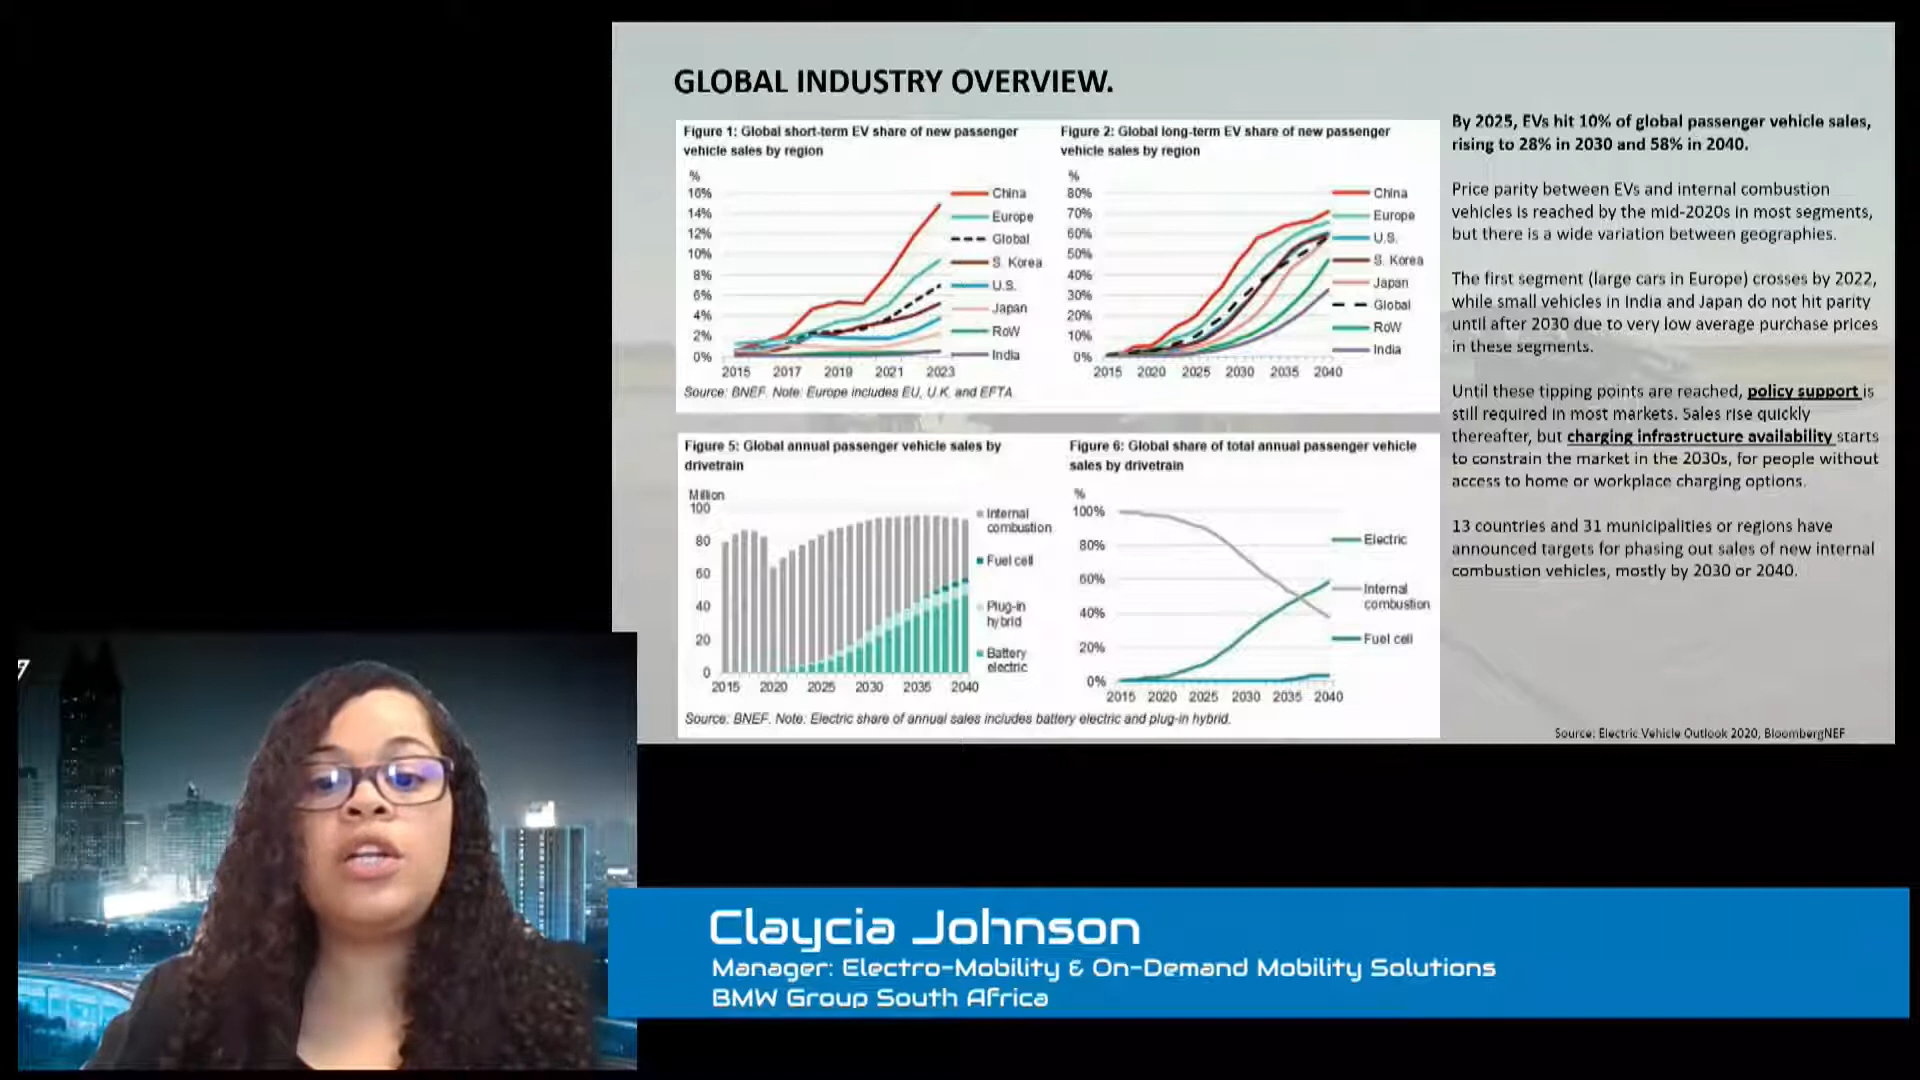 GLOBAL INDUSTRY OVERVIEW.
Figure 1: Global short-term EV share of new passenger
vehicle sales by region
%
16%
14%
12%
10%
8%
6%
4%
2%
0%
2015 2017 2019 2021 2023
China
Europe
Global
S. Korea
U.S.
Japan
RoW
India
Source: BNEF. Note: Europe includes EU, U.K. and EFTA
Figure 2: Global long-term EV share of new passenger
vehicle sales by region
%
80%
70%
60%
50%
40%
30%
20%
10%
0%
2015 2020 2025 2030 2035 2040
China
Europe
U.S.
S. Korea
Japan
Global
RoW
India
Figure 5: Global annual passenger vehicle sales by
drivetrain
Million
100
80
60
40
20
0
2015 2020 2025 2030 2035 2040
Internal
combustion
Fuel cell
Plug-in
hybrid
Battery
electric
Figure 6: Global share of total annual passenger vehicle
sales by drivetrain
%
100%
80%
60%
40%
20%
0%
2015 2020 2025 2030 2035 2040
Electric
Internal
combustion
Fuel cell
Source: BNEF. Note: Electric share of annual sales includes battery electric and plug-in hybrid.
By 2025, EVs hit 10% of global passenger vehicle sales,
rising to 28% in 2030 and 58% in 2040.
Price parity between EVs and internal combustion
vehicles is reached by the mid-2020s in most segments,
but there is a wide variation between geographies.
The first segment (large cars in Europe) crosses by 2022,
while small vehicles in India and Japan do not hit parity
until after 2030 due to very low average purchase prices
in these segments.
Until these tipping points are reached, policy support is
still required in most markets. Sales rise quickly
thereafter, but charging infrastructure availability starts
to constrain the market in the 2030s, for people without
access to home or workplace charging options.
13 countries and 31 municipalities or regions have
announced targets for phasing out sales of new internal
combustion vehicles, mostly by 2030 or 2040.
Source: Electric Vehicle Outlook 2020, BloombergNEF
Claycia Johnson
Manager: Electro-Mobility & On-Demand Mobility Solutions
BMW Group South Africa